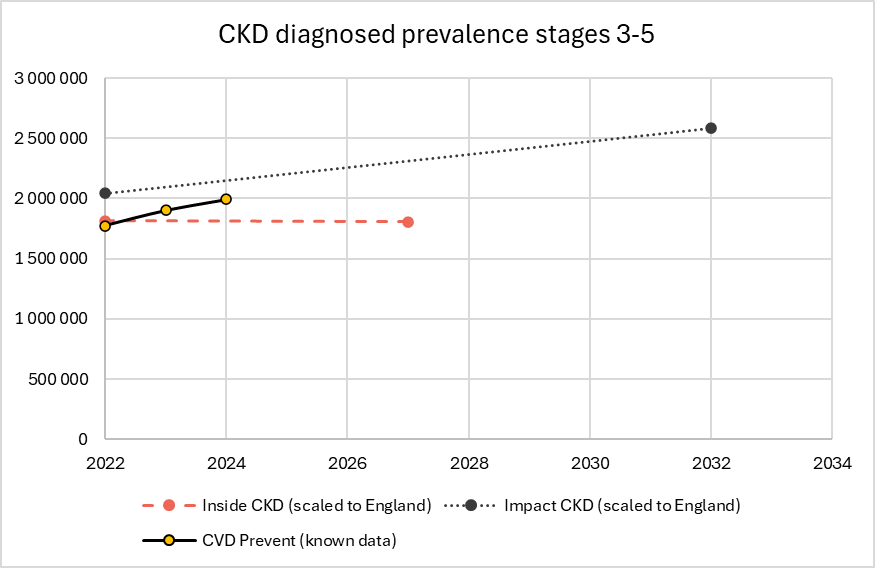 CKD diagnosed prevalence stages 3-5
3 000 000
2 500 000
2 000 000
1 500 000
1 000 000
500 000
0
2022 2024 2026 2028 2030 2032 2034
Inside CKD (scaled to England) Impact CKD (scaled to England)
CVD Prevent (known data)